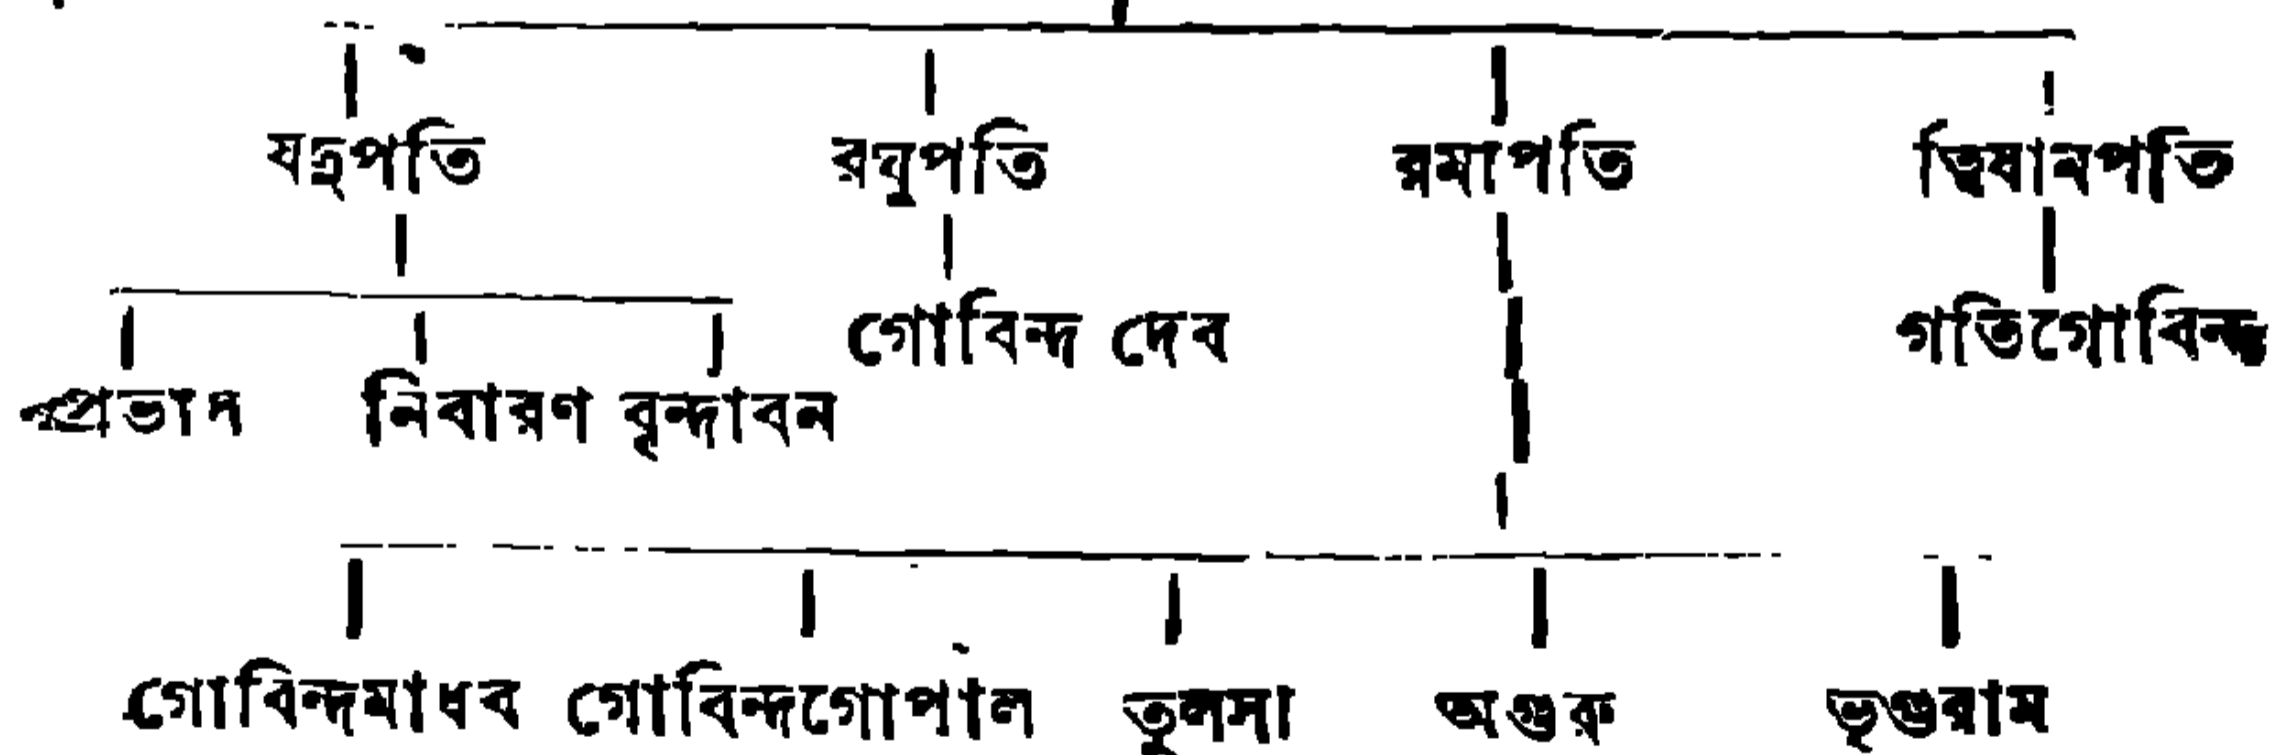 যদুপতি রঘুপতি রমাপতি ত্বিষানপতি
গোবিন্দ দেব গতিগোবিন্দ
নিবারণ বৃন্দাবন
গোবিন্দমাধব গোবিন্দগোপাল তুলসী অগুরু ভৃগুরাম